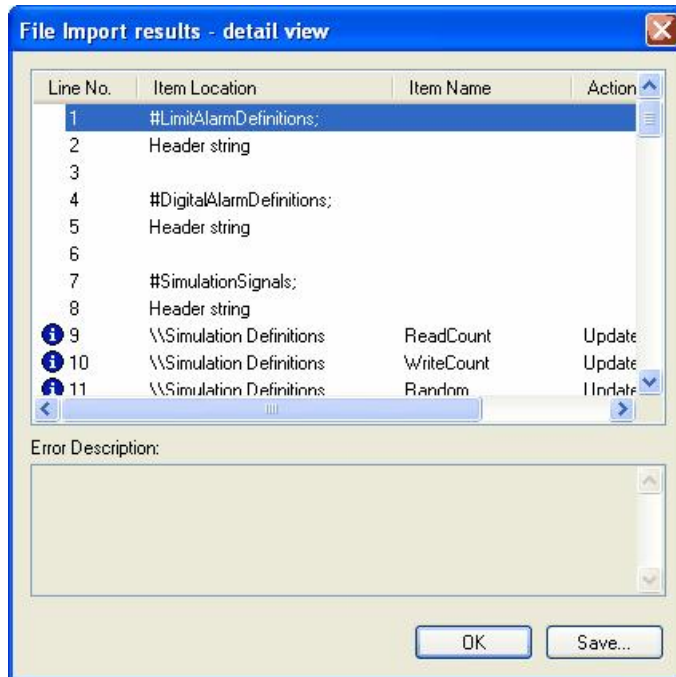 File Import results - detail view
Line No. Item Location Item Name Action
1 #LimitAlarmDefinitions;
2 Header string
3
4 #DigitalAlarmDefinitions;
5 Header string
6
7 #SimulationSignals;
8 Header string
9 \\Simulation Definitions ReadCount Update
10 \\Simulation Definitions WriteCount Update
11 \\Simulation Definitions Random Update
Error Description:
OK Save...